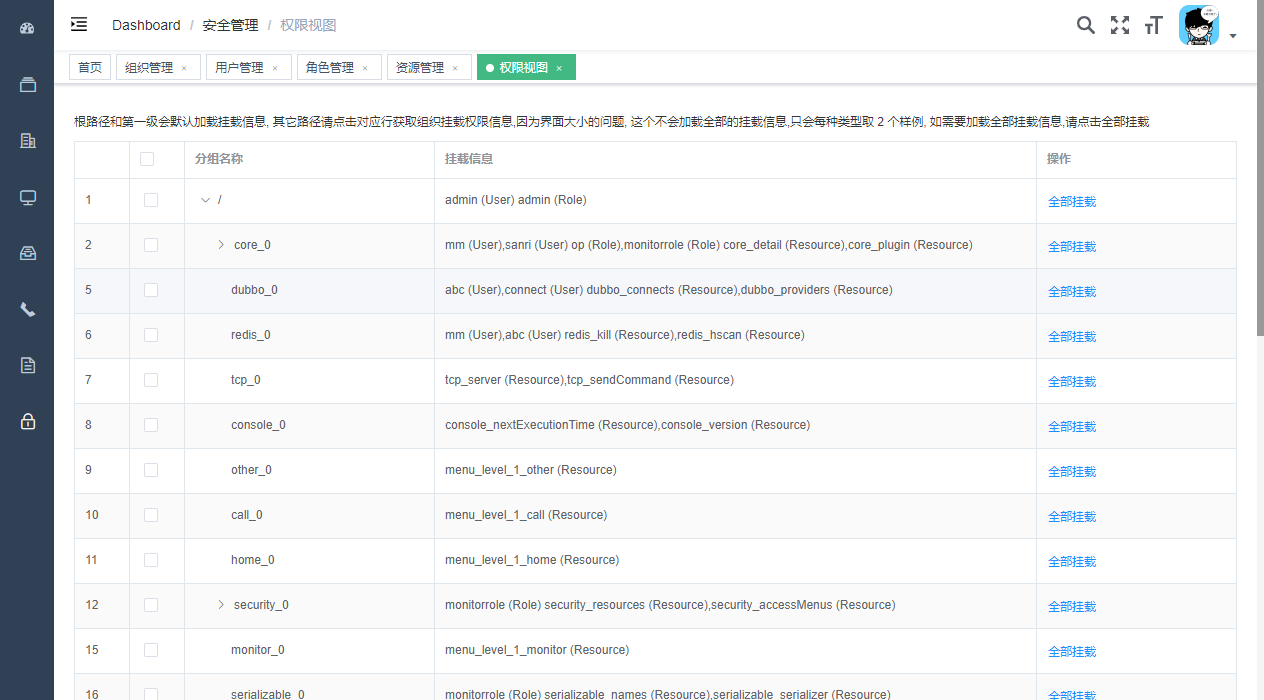 Dashboard / 安全管理 / 权限视图
首页 组织管理 × 用户管理 × 角色管理 × 资源管理 × 权限视图 ×
根路径和第一级会默认加载挂载信息, 其它路径请点击对应行获取组织挂载权限信息,因为界面大小的问题, 这个不会加载全部的挂载信息,只会每种类型取 2 个样例, 如需要加载全部挂载信息,请点击全部挂载
分组名称 挂载信息 操作
1 / admin (User) admin (Role) 全部挂载
2 core_0 mm (User),sanri (User) op (Role),monitorrole (Role) core_detail (Resource),core_plugin (Resource) 全部挂载
5 dubbo_0 abc (User),connect (User) dubbo_connects (Resource),dubbo_providers (Resource) 全部挂载
6 redis_0 mm (User),abc (User) redis_kill (Resource),redis_hscan (Resource) 全部挂载
7 tcp_0 tcp_server (Resource),tcp_sendCommand (Resource) 全部挂载
8 console_0 console_nextExecutionTime (Resource),console_version (Resource) 全部挂载
9 other_0 menu_level_1_other (Resource) 全部挂载
10 call_0 menu_level_1_call (Resource) 全部挂载
11 home_0 menu_level_1_home (Resource) 全部挂载
12 security_0 monitorrole (Role) security_resources (Resource),security_accessMenus (Resource) 全部挂载
15 monitor_0 menu_level_1_monitor (Resource) 全部挂载
16 serializable_0 monitorrole (Role) serializable_names (Resource),serializable_serializer (Resource) 全部挂载